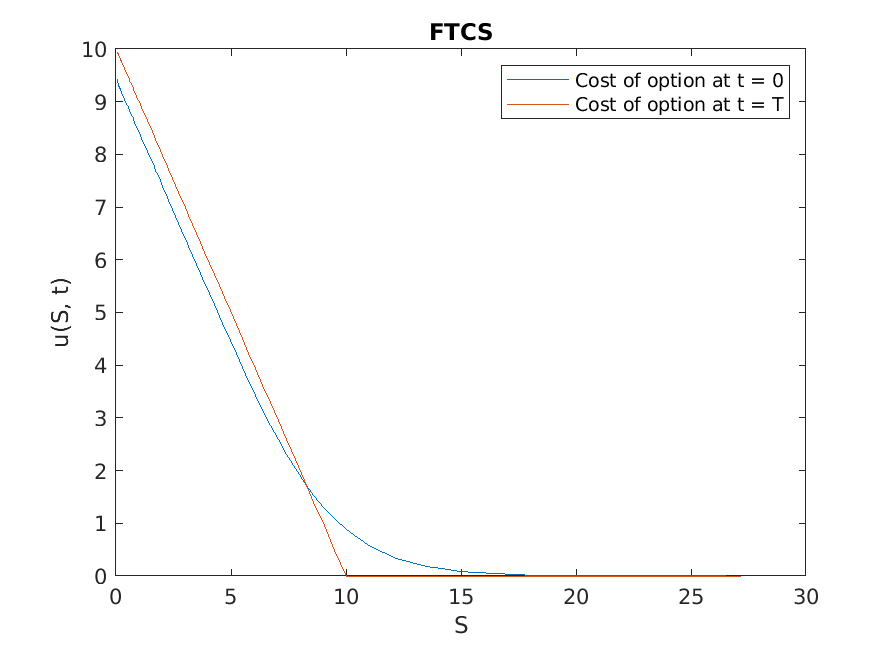 FTCS
Cost of option at t = 0
Cost of option at t = T
u(S, t)
10
9
8
7
6
5
4
3
2
1
0
0 5 10 15 20 25 30
S